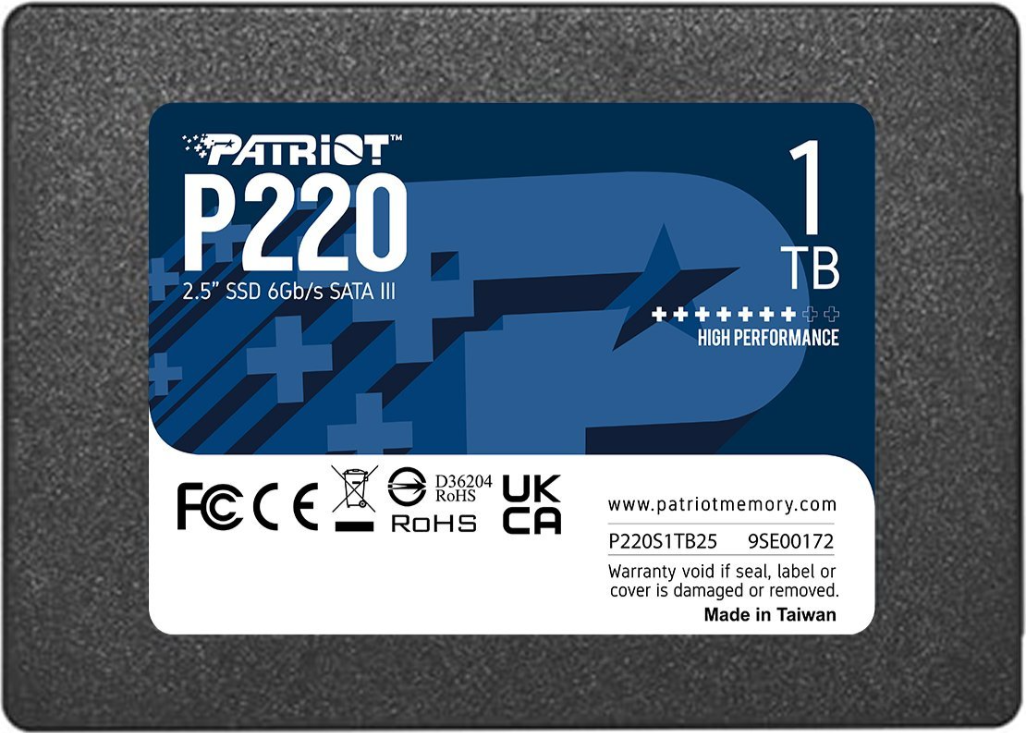 PATRIOT™
P220
2.5” SSD 6Gb/s SATA III
1
TB
HIGH PERFORMANCE
FC CE
D36204
RoHS
RoHS
UK
CA
www.patriotmemory.com
P220S1TB25 9SE00172
Warranty void if seal, label or
cover is damaged or removed.
Made in Taiwan